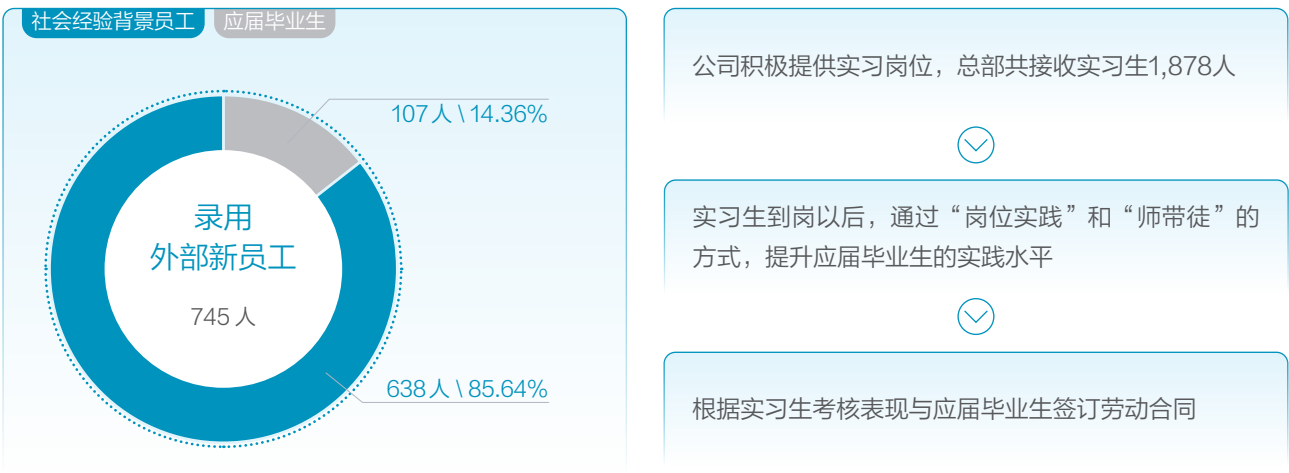 社会经验背景员工
应届毕业生
107人\14.36%
录用
外部新员工
745人
638人\85.64%
公司积极提供实习岗位，总部共接收实习生1,878人
实习生到岗以后，通过“岗位实践”和“师带徒”的
方式，提升应届毕业生的实践水平
根据实习生考核表现与应届毕业生签订劳动合同